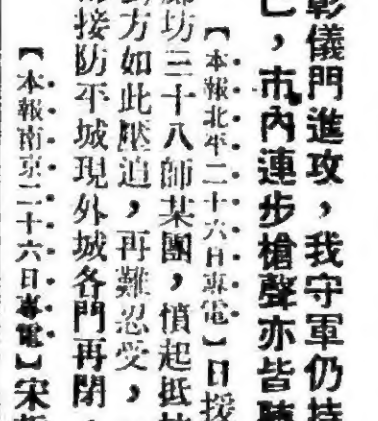 彰儀門進攻，我守軍仍
，市內連步槍聲亦皆
【本報北平二十六日專電】日援
廊坊三十八師某團，憤起抵
方如此壓迫，再難忍受，
接防平城現外城各門再閉，
【本報南京二十六日專電】宋